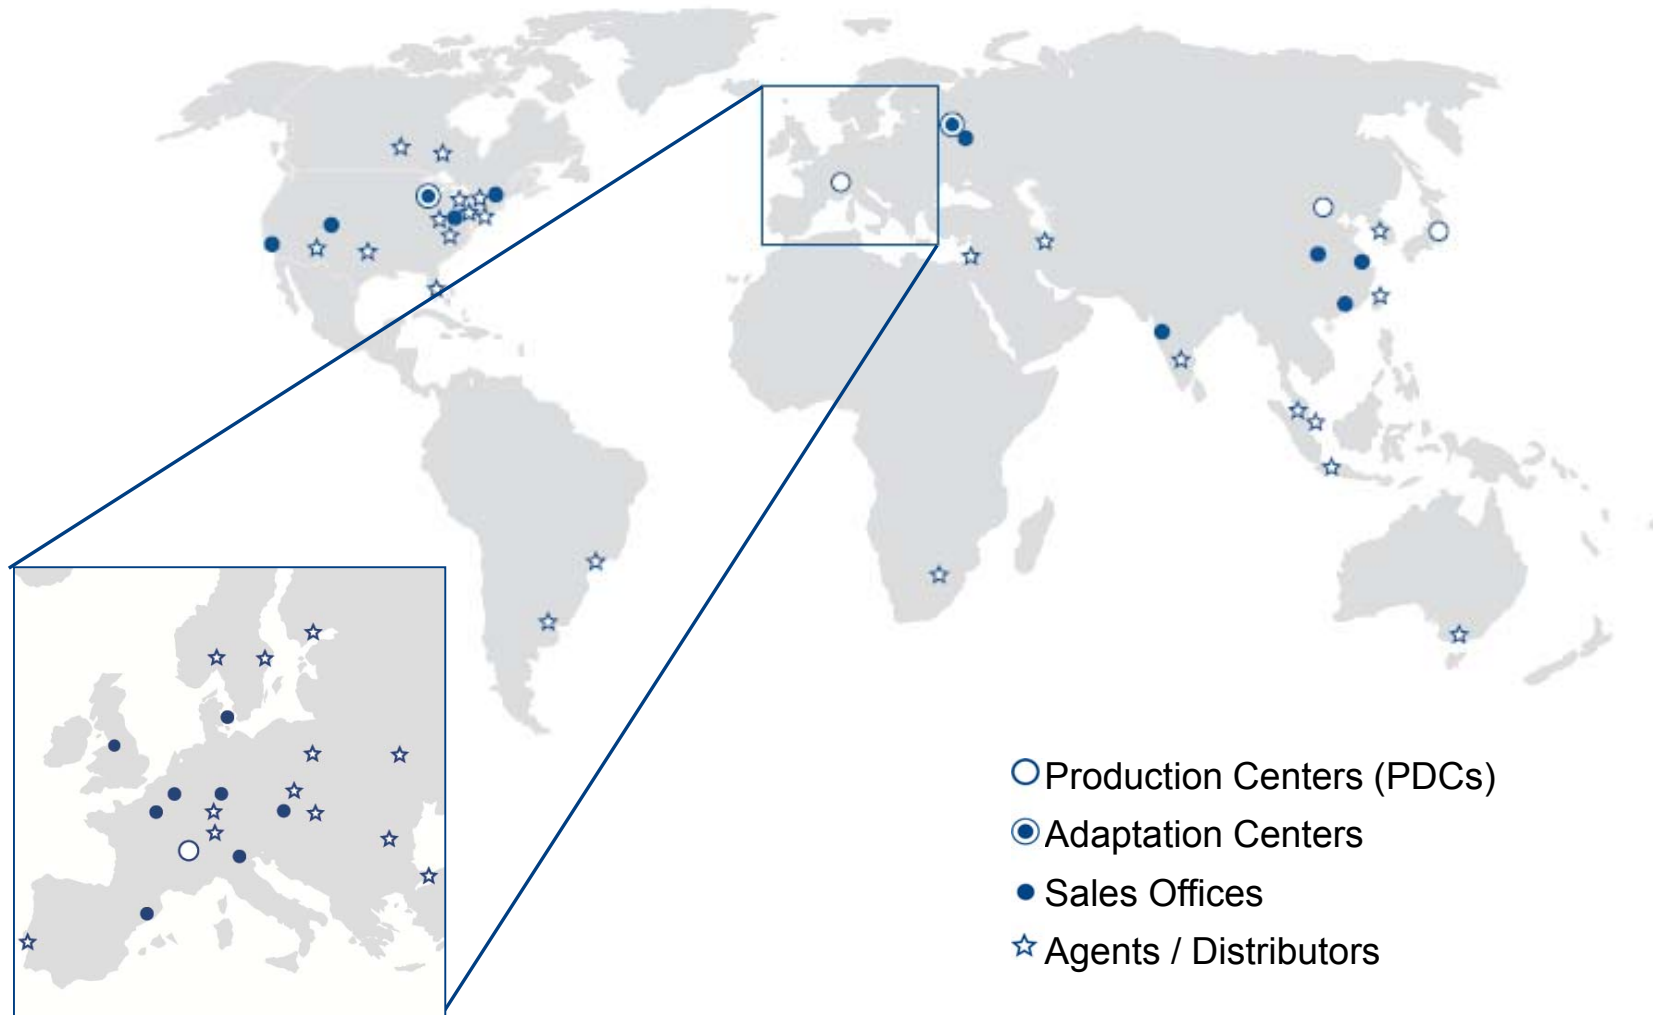 Production Centers (PDCs)
Adaptation Centers
Sales Offices
Agents / Distributors